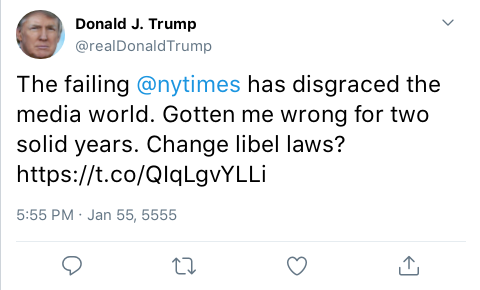 Donald J. Trump
@realDonaldTrump
The failing @nytimes has disgraced the
media world. Gotten me wrong for two
solid years. Change libel laws?
https://t.co/QIqLgvYLLi
5:55 PM · Jan 55, 5555